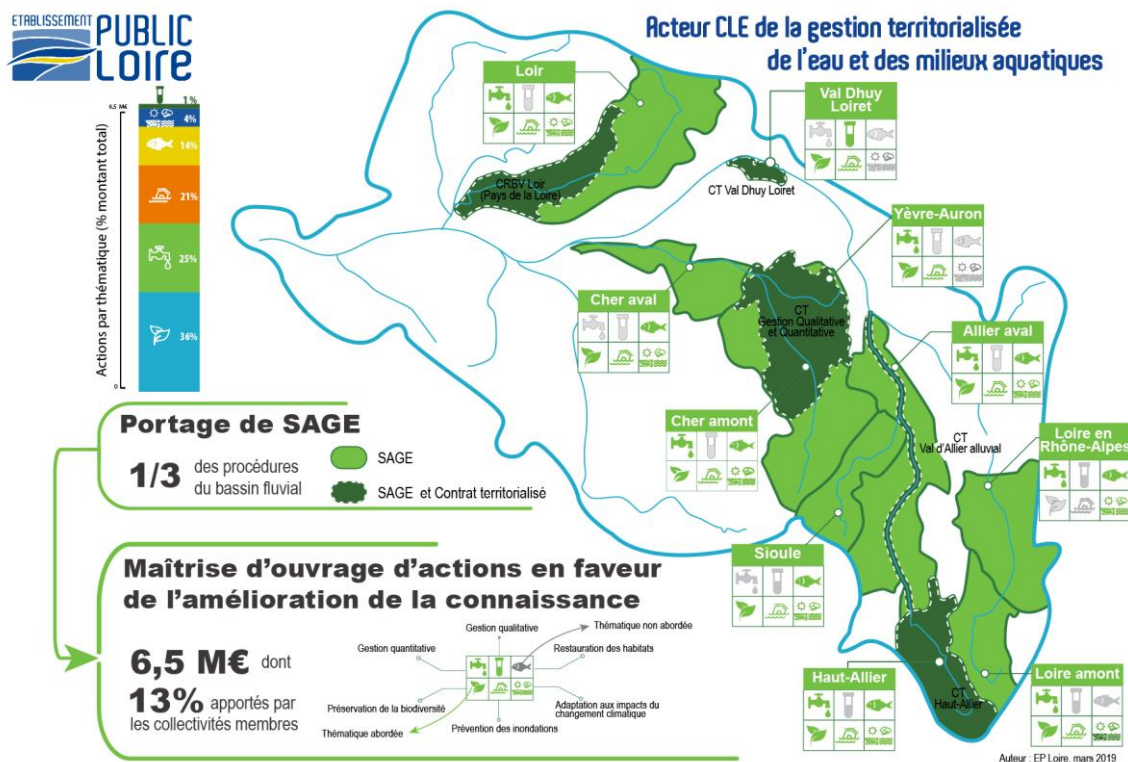 ETABLISSEMENT
PUBLIC
LOIRE
Acteur CLE de la gestion territorialisée
de l'eau et des milieux aquatiques
Actions par thématique (% montant total)
6,5 M€
0
1%
4%
14%
21%
25%
36%
Loir
Val Dhuy
Loiret
CRBV Loir
(Pays de la Loire)
CT Val Dhuy Loiret
Yèvre-Auron
Cher aval
CT
Gestion Qualitative
et Quantitative
Allier aval
Cher amont
CT
Val d'Allier alluvial
Loire en
Rhône-Alpes
Sioule
Haut-Allier
CT
Haut-Allier
Loire amont
Portage de SAGE
1/3 des procédures
du bassin fluvial
SAGE
SAGE et Contrat territorialisé
Maîtrise d'ouvrage d'actions en faveur
de l'amélioration de la connaissance
6,5 M€ dont
13% apportés par
les collectivités membres
Gestion qualitative
Thématique non abordée
Gestion quantitative
Restauration des habitats
Préservation de la biodiversité
Adaptation aux impacts du
changement climatique
Prévention des inondations
Thématique abordée
Auteur : EP Loire, mars 2019